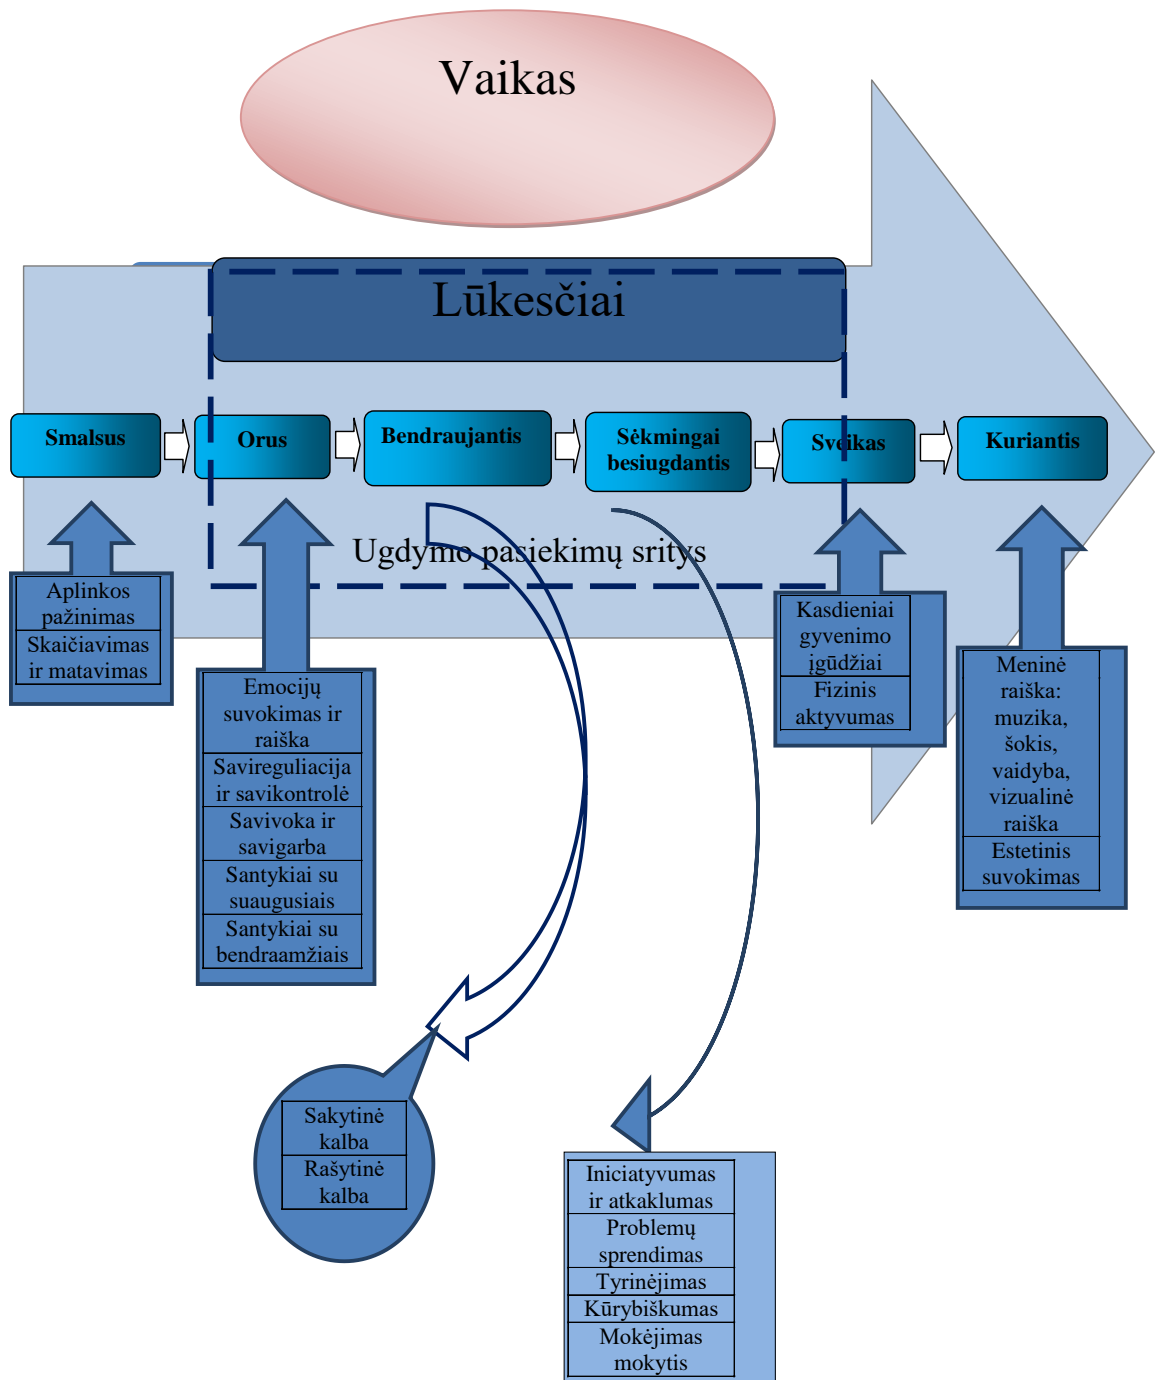 Vaikas
Lūkesčiai
Smalsus
Orus
Bendraujantis
Sėkmingai
besiugdantis
Sveikas
Kuriantis
Ugdymo pasiekimų sritys
Aplinkos
pažinimas
Skaičiavimas
ir matavimas
Emocijų
suvokimas ir
raiška
Savireguliacija
ir savikontrolė
Savivoka ir
savigarba
Santykiai su
suaugusiais
Santykiai su
bendraamžiais
Sakytinė
kalba
Rašytinė
kalba
Iniciatyvumas
ir atkaklumas
Problemų
sprendimas
Tyrinėjimas
Kūrybiškumas
Mokėjimas
mokytis
Kasdieniai
gyvenimo
įgūdžiai
Fizinis
aktyvumas
Meninė
raiška:
muzika,
šokis,
vaidyba,
vizualinė
raiška
Estetinis
suvokimas